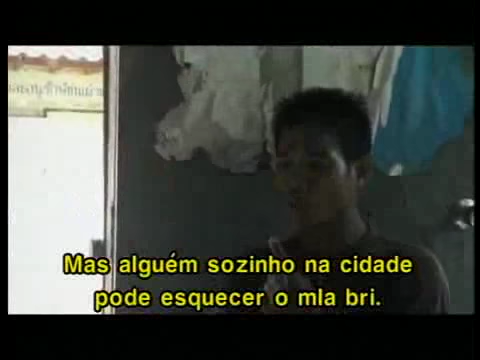 Mas alguém sozinho na cidade
pode esquecer o mla bri.